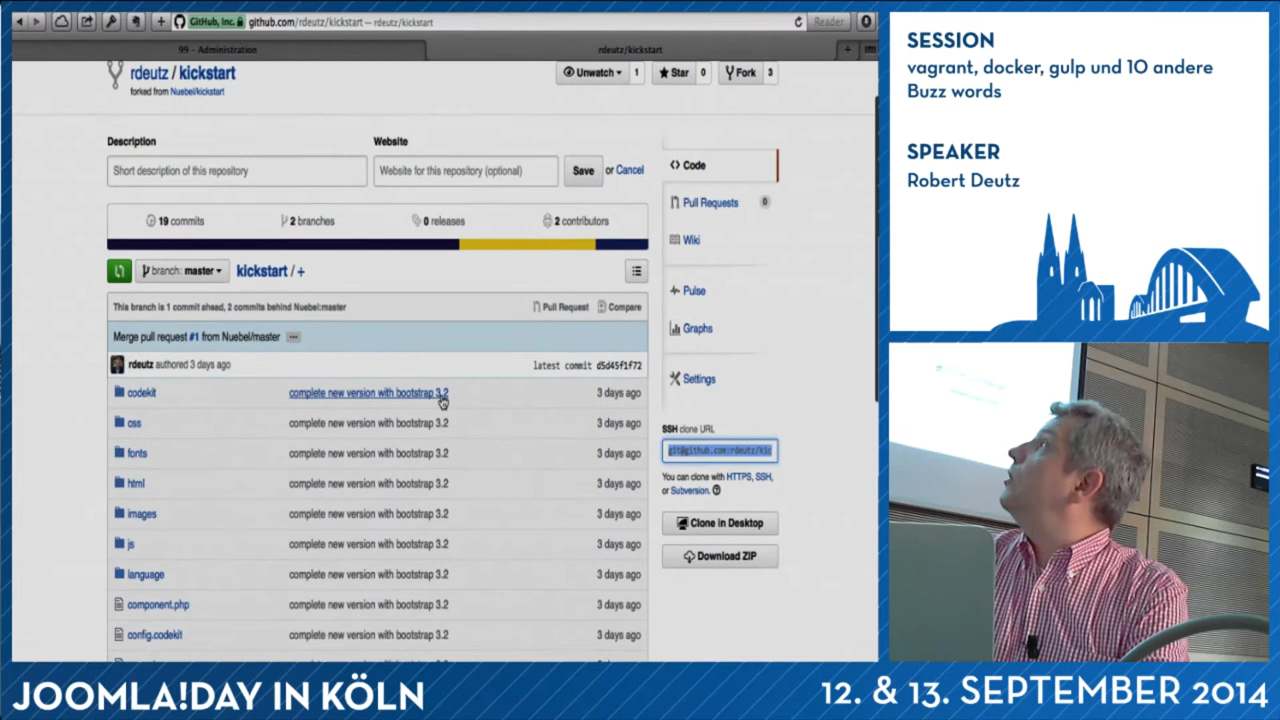 GitHub, Inc. github.com/rdeutz/kickstart — rdeutz/kickstart
Reader
99 – Administration
rdeutz/kickstart
rdeutz / kickstart
forked from Nuebel/kickstart
Unwatch 1
Star 0
Fork 3
Description
Website
Short description of this repository
Website for this repository (optional)
Save or Cancel
19 commits
2 branches
0 releases
2 contributors
branch: master
kickstart / +
This branch is 1 commit ahead, 2 commits behind Nuebel:master
Pull Request
Compare
Merge pull request #1 from Nuebel/master
rdeutz authored 3 days ago
latest commit d5d45f1f72
codekit complete new version with bootstrap 3.2 3 days ago
css complete new version with bootstrap 3.2 3 days ago
fonts complete new version with bootstrap 3.2 3 days ago
html complete new version with bootstrap 3.2 3 days ago
images complete new version with bootstrap 3.2 3 days ago
js complete new version with bootstrap 3.2 3 days ago
language complete new version with bootstrap 3.2 3 days ago
component.php complete new version with bootstrap 3.2 3 days ago
config.codekit complete new version with bootstrap 3.2 3 days ago
Code
Pull Requests 0
Wiki
Pulse
Graphs
Settings
SSH clone URL
git@github.com:rdeutz/kic
You can clone with HTTPS, SSH,
or Subversion.
Clone in Desktop
Download ZIP
SESSION
vagrant, docker, gulp und 10 andere
Buzz words
SPEAKER
Robert Deutz
JOOMLA!DAY IN KÖLN
12. & 13. SEPTEMBER 2014